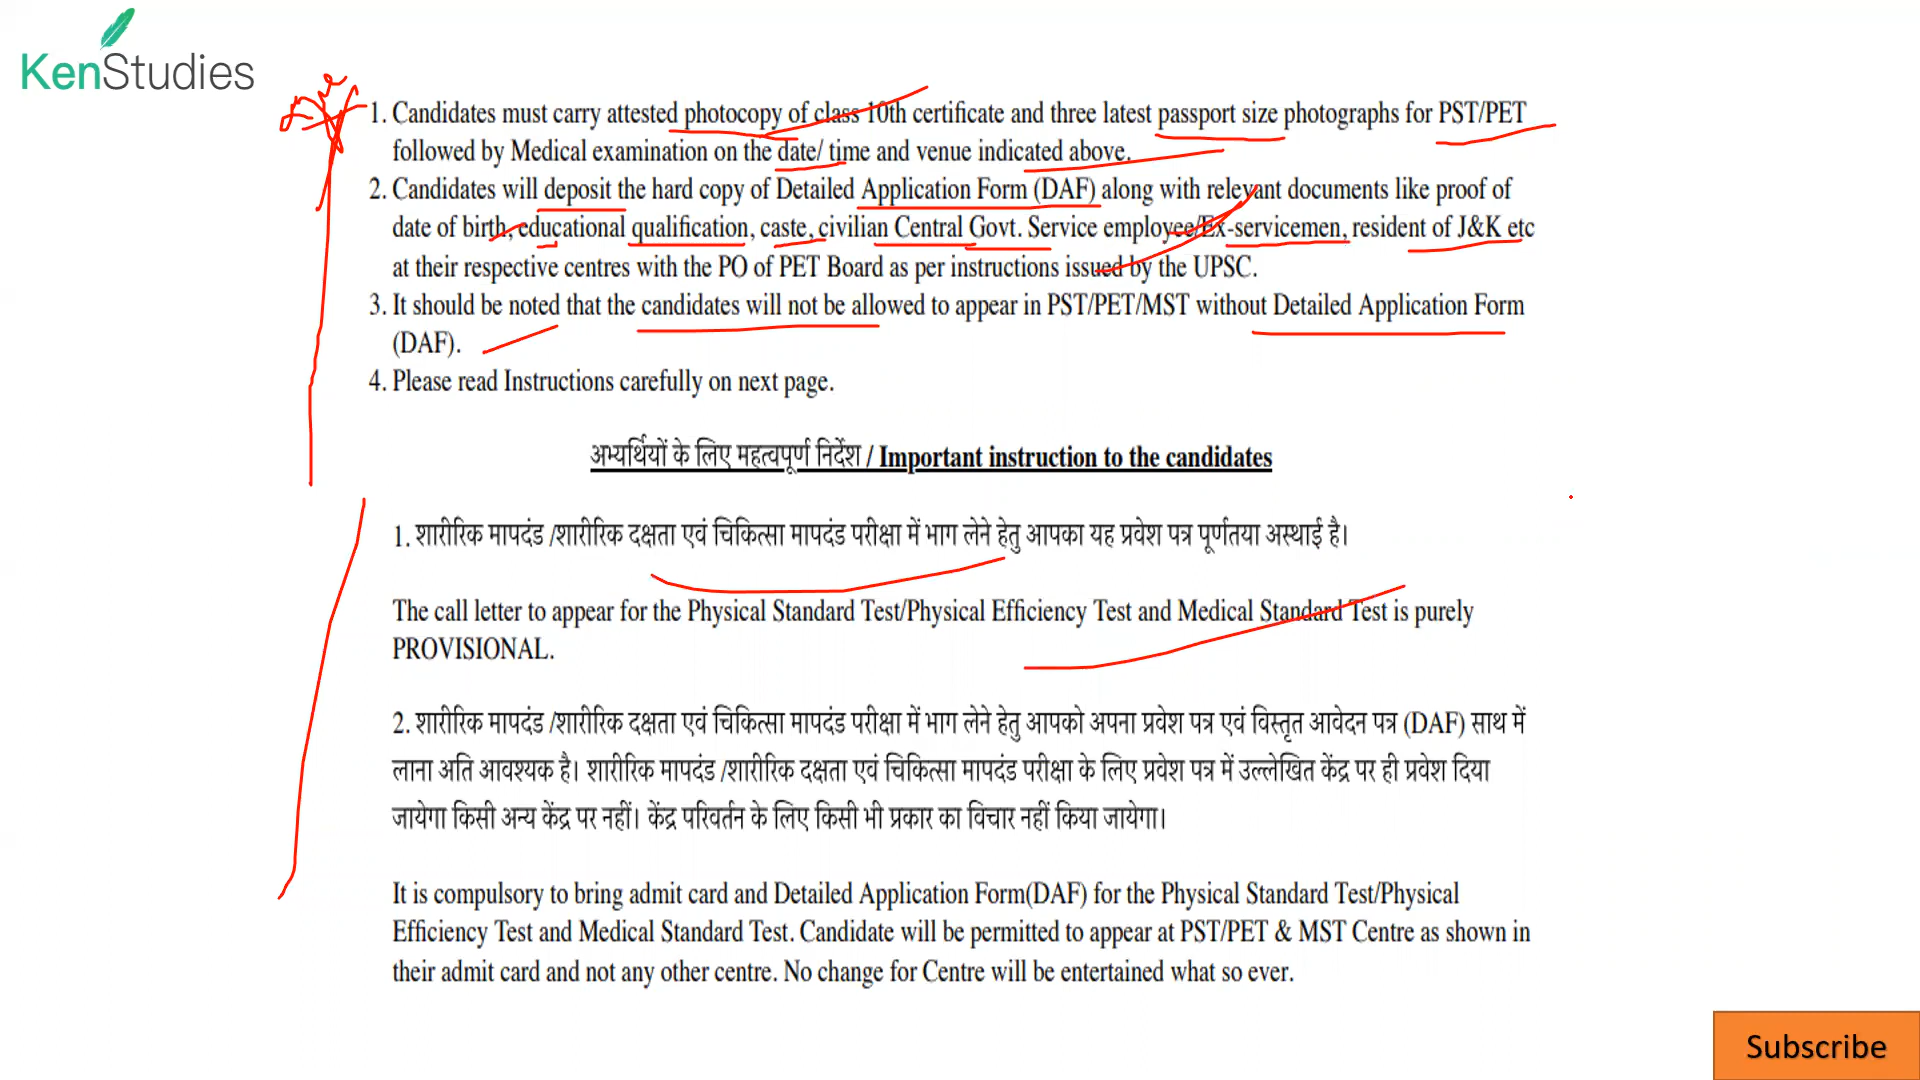 KenStudies
1. Candidates must carry attested photocopy of class 10th certificate and three latest passport size photographs for PST/PET
followed by Medical examination on the date/ time and venue indicated above.
2. Candidates will deposit the hard copy of Detailed Application Form (DAF) along with relevant documents like proof of
date of birth, educational qualification, caste, civilian Central Govt. Service employee/Ex-servicemen, resident of J&K etc
at their respective centres with the PO of PET Board as per instructions issued by the UPSC.
3. It should be noted that the candidates will not be allowed to appear in PST/PET/MST without Detailed Application Form
(DAF).
4. Please read Instructions carefully on next page.
अभ्यर्थियों के लिए महत्वपूर्ण निर्देश / Important instruction to the candidates
1. शारीरिक मापदंड /शारीरिक दक्षता एवं चिकित्सा मापदंड परीक्षा में भाग लेने हेतु आपका यह प्रवेश पत्र पूर्णतया अस्थाई है।
The call letter to appear for the Physical Standard Test/Physical Efficiency Test and Medical Standard Test is purely
PROVISIONAL.
2. शारीरिक मापदंड /शारीरिक दक्षता एवं चिकित्सा मापदंड परीक्षा में भाग लेने हेतु आपको अपना प्रवेश पत्र एवं विस्तृत आवेदन पत्र (DAF) साथ में
लाना अति आवश्यक है। शारीरिक मापदंड /शारीरिक दक्षता एवं चिकित्सा मापदंड परीक्षा के लिए प्रवेश पत्र में उल्लेखित केंद्र पर ही प्रवेश दिया
जायेगा किसी अन्य केंद्र पर नहीं। केंद्र परिवर्तन के लिए किसी भी प्रकार का विचार नहीं किया जायेगा।
It is compulsory to bring admit card and Detailed Application Form(DAF) for the Physical Standard Test/Physical
Efficiency Test and Medical Standard Test. Candidate will be permitted to appear at PST/PET & MST Centre as shown in
their admit card and not any other centre. No change for Centre will be entertained what so ever.
Subscribe